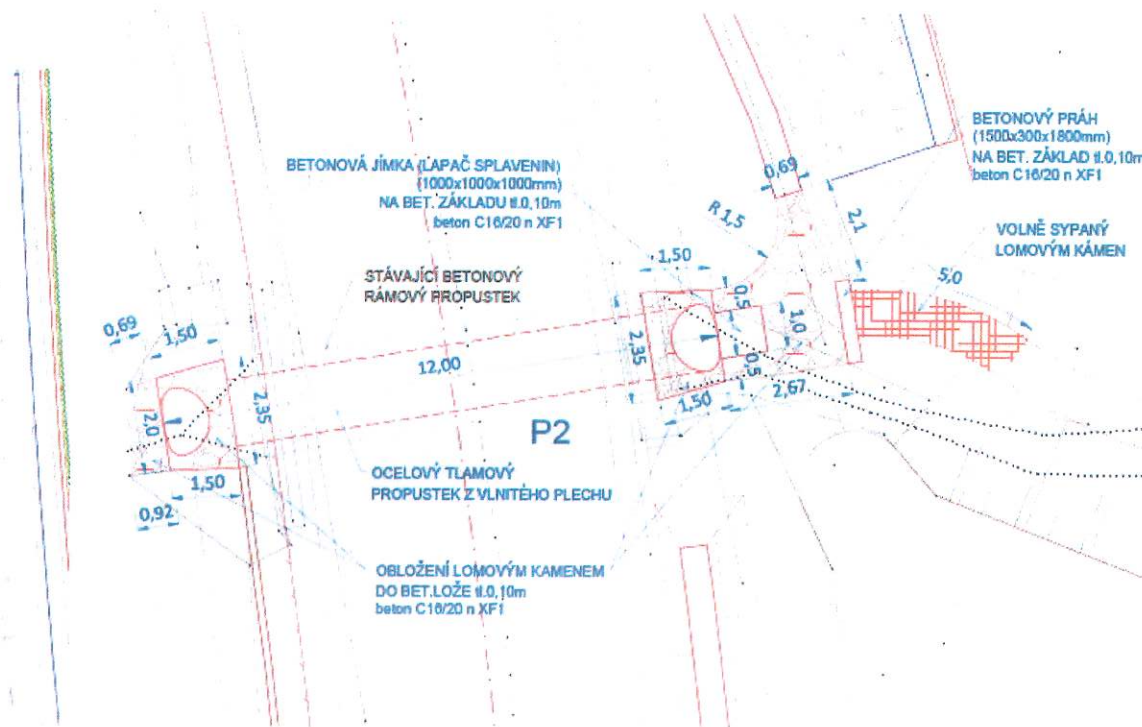 BETONOVÝ PRÁH
(1500x300x1800mm)
NA BET. ZÁKLAD tl.0,10m
beton C16/20 n XF1
BETONOVÁ JÍMKA (LAPAČ SPLAVENIN)
(1000x1000x1000mm)
NA BET. ZÁKLADU tl.0,10m
beton C16/20 n XF1
0,69
R 1,5
2,1
VOLNĚ SYPANÝ
LOMOVÝM KÁMEN
5,0
STÁVAJÍCÍ BETONOVÝ
RÁMOVÝ PROPUSTEK
1,50
0,5
1,0
2,35
0,5
1,50
2,67
0,69
1,50
12,00
2,35
2,0
P2
1,50
0,92
OCELOVÝ TLAMOVÝ
PROPUSTEK Z VLNITÉHO PLECHU
OBLOŽENÍ LOMOVÝM KAMENEM
DO BET.LOŽE tl.0,10m
beton C16/20 n XF1